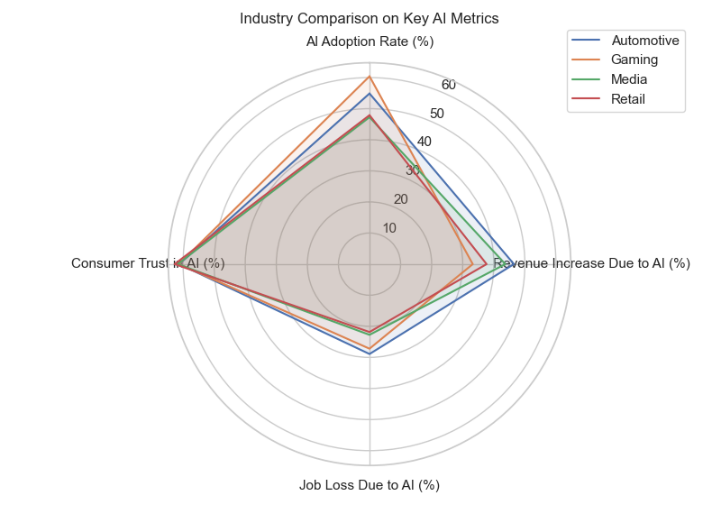 Industry Comparison on Key AI Metrics
AI Adoption Rate (%)
Automotive
Gaming
Media
Retail
60
50
40
30
20
10
Consumer Trust in AI (%)
Revenue Increase Due to AI (%)
Job Loss Due to AI (%)